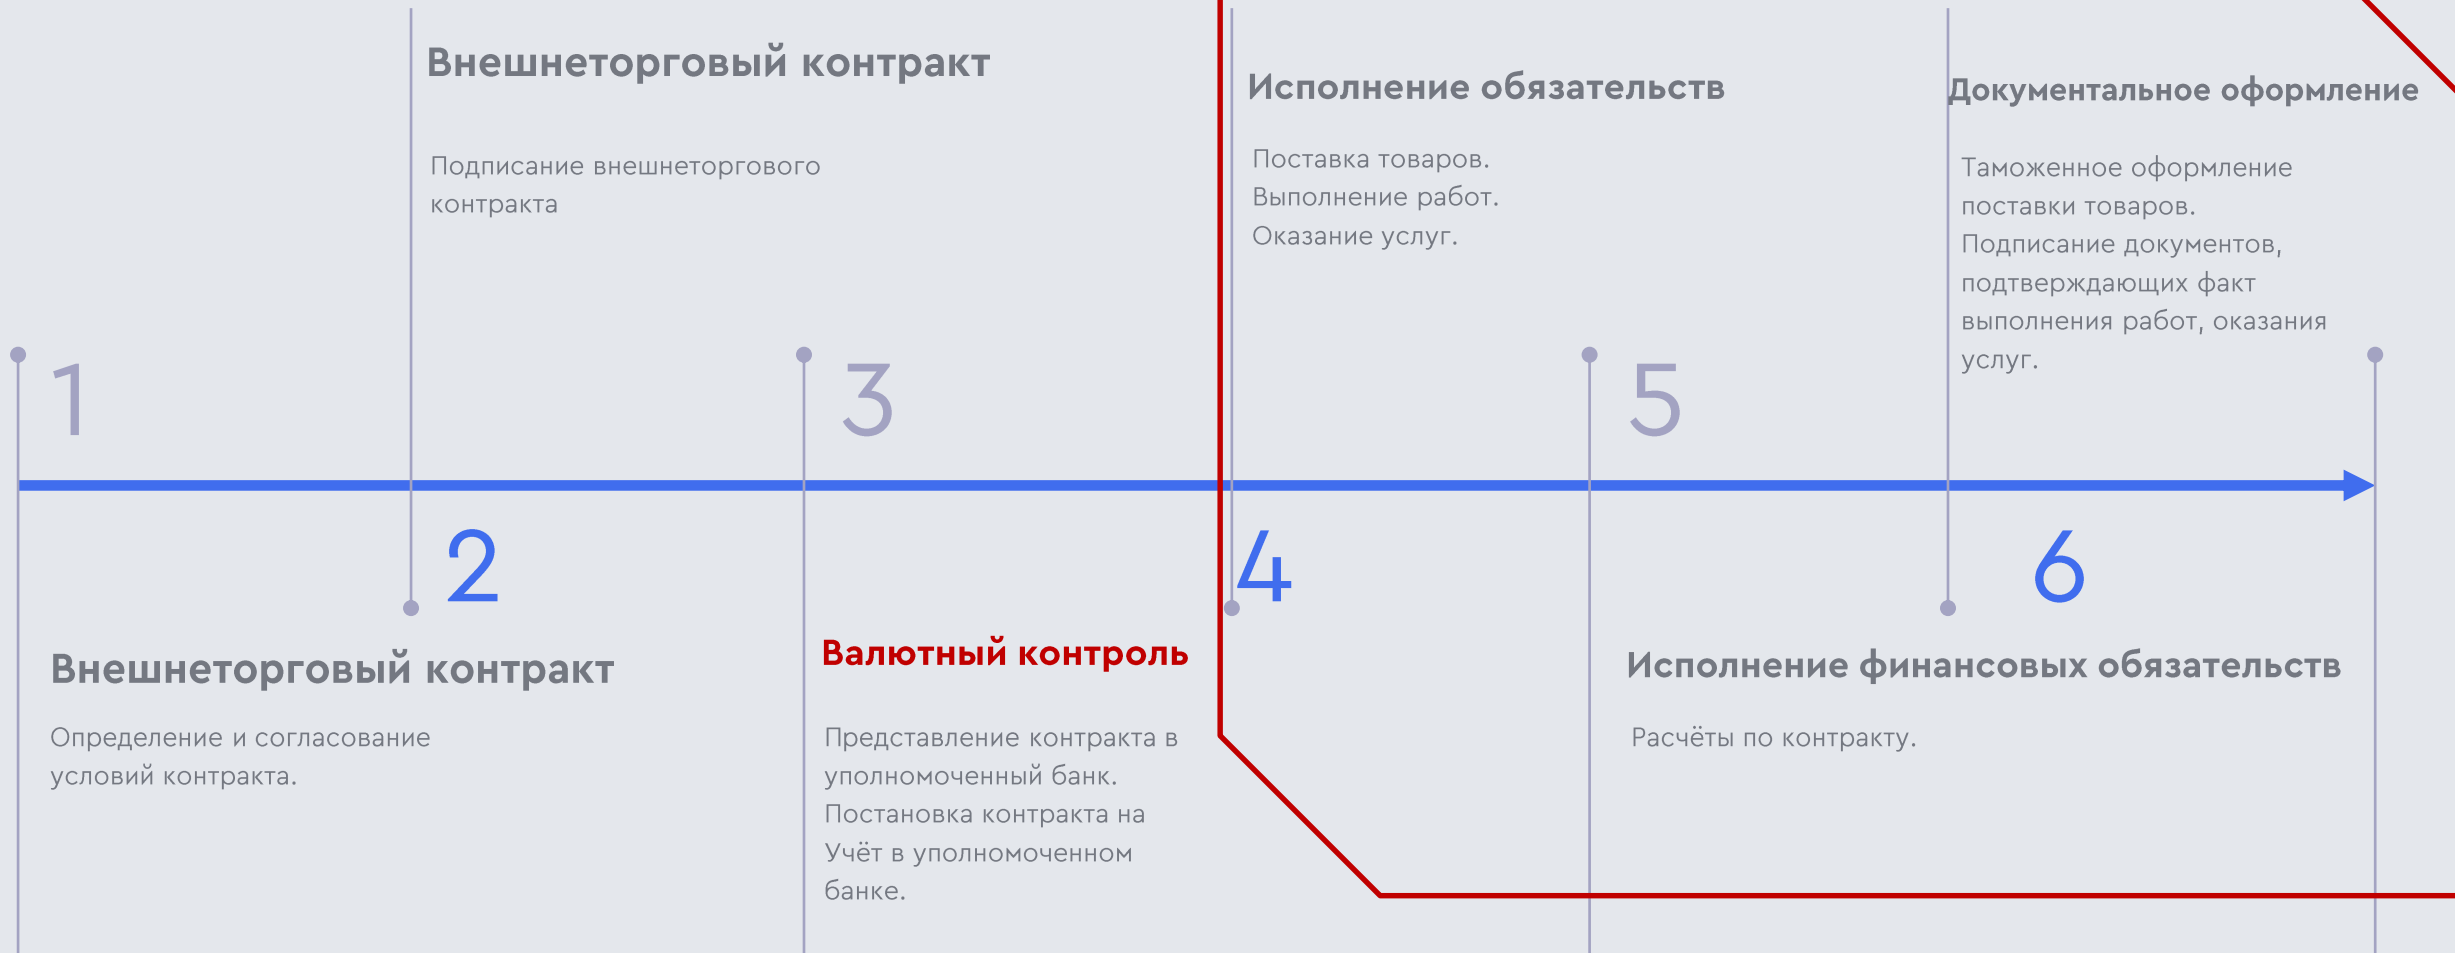 Внешнеторговый контракт
Подписание внешнеторгового
контракта
Исполнение обязательств
Поставка товаров.
Выполнение работ.
Оказание услуг.
Документальное оформление
Таможенное оформление
поставки товаров.
Подписание документов,
подтверждающих факт
выполнения работ, оказания
услуг.
1
3
5
2
4
6
Внешнеторговый контракт
Определение и согласование
условий контракта.
Валютный контроль
Представление контракта в
уполномоченный банк.
Постановка контракта на
Учёт в уполномоченном
банке.
Исполнение финансовых обязательств
Расчёты по контракту.